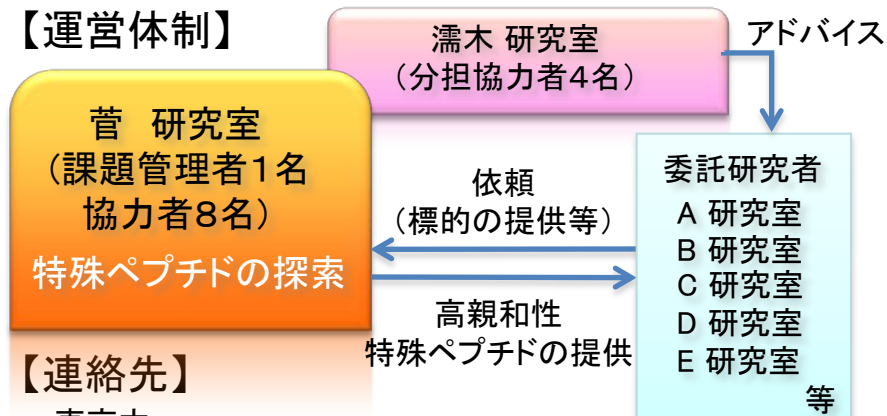 【運営体制】
濡木 研究室
（分担協力者4名）
アドバイス
菅 研究室
（課題管理者1名
協力者8名）
特殊ペプチドの探索
依頼
（標的の提供等）
高親和性
特殊ペプチドの提供
委託研究者
A 研究室
B 研究室
C 研究室
D 研究室
E 研究室
等
【連絡先】